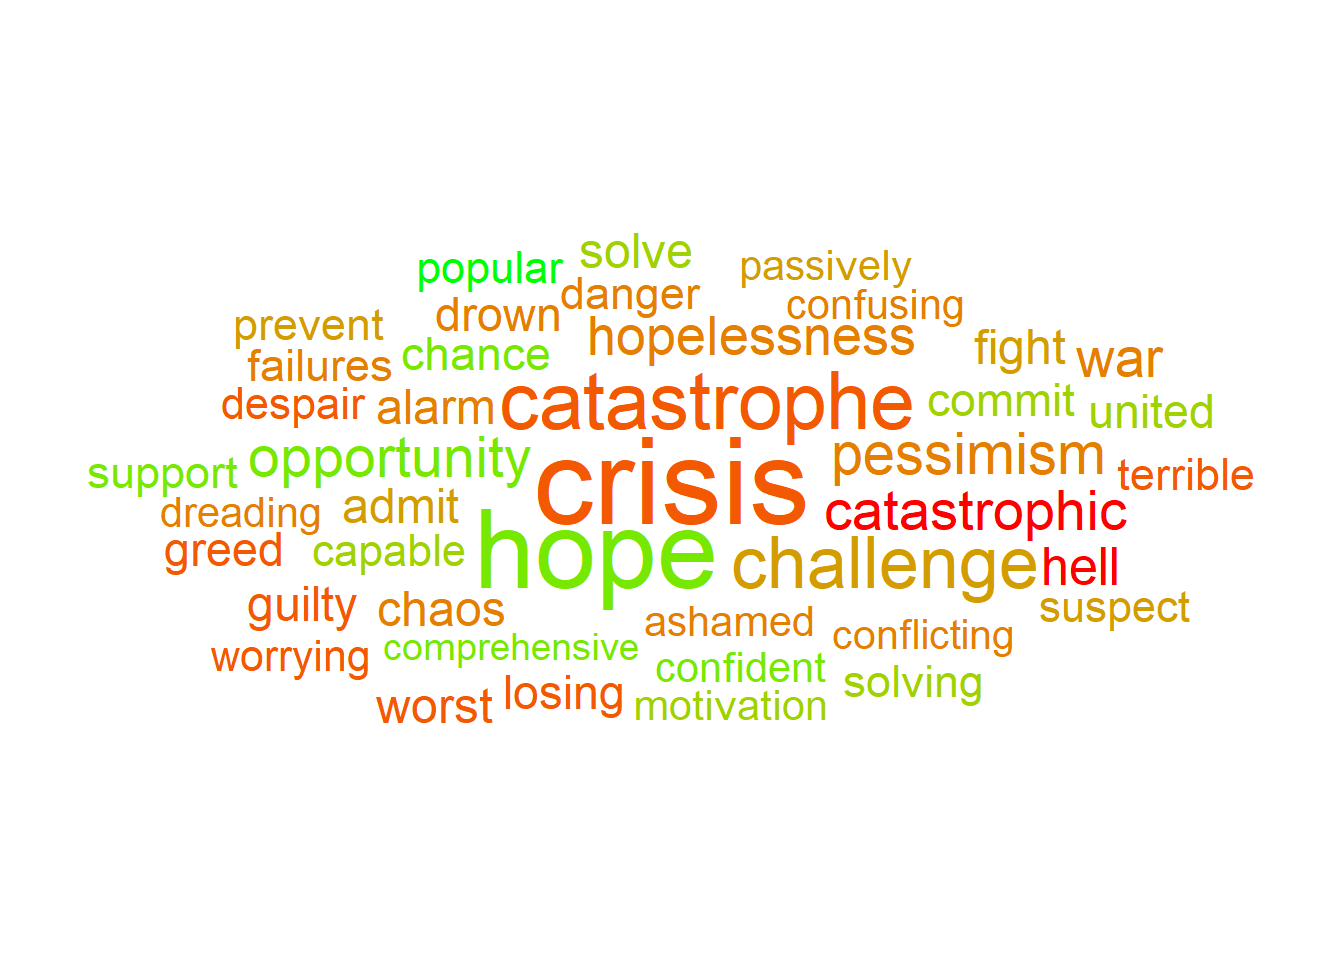 solve
popular
passively
danger
confusing
drown
prevent
hopelessness
fight
chance
war
failures
catastrophe
despair
alarm
commit
united
opportunity
crisis
pessimism
support
terrible
dreading
admit
catastrophic
greed
capable
hope
challenge
hell
guilty
chaos
ashamed
suspect
worrying
comprehensive
conflicting
confident
solving
worst
losing
motivation